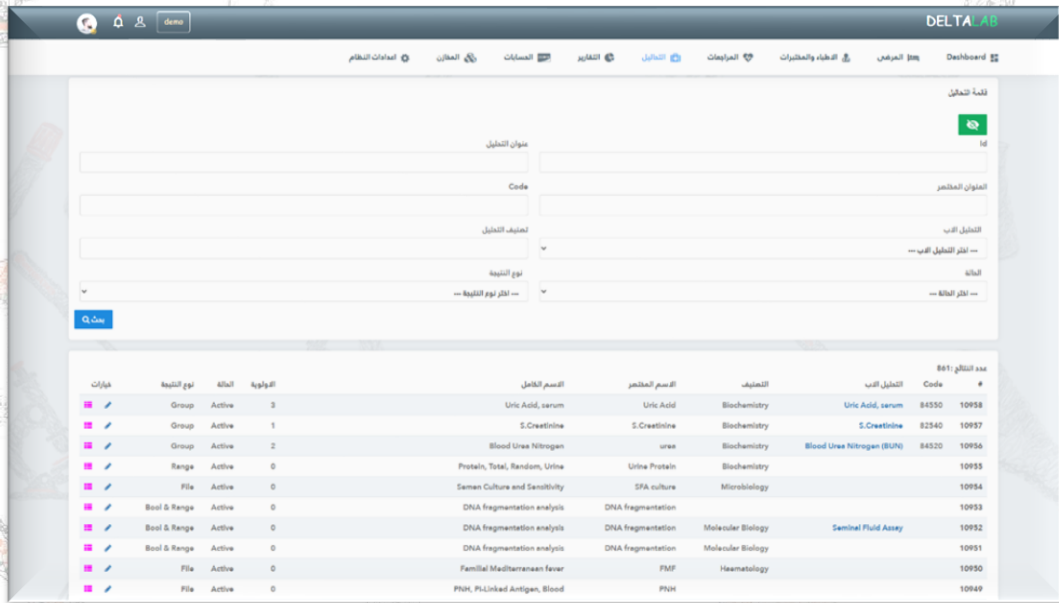 DELTALAB
demo
Dashboard
المرضى
الاطباء والمختبرات
المراجعات
التحاليل
التقارير
الحسابات
المخازن
اعدادات النظام
قائمة التحاليل
Id
عنوان التحليل
العنوان المختصر
Code
التحليل الاب
تصنيف التحليل
--- اختر التحليل الاب ---
الحالة
نوع النتيجة
--- اختر الحالة ---
--- اختر نوع النتيجة ---
بحث
عدد النتائج :861
# Code التحليل الاب التصنيف الاسم المختصر الاسم الكامل الاولوية الحالة نوع النتيجة خيارات
10958 84550 Uric Acid, serum Biochemistry Uric Acid Uric Acid, serum 3 Active Group
10957 82540 S.Creatinine Biochemistry S.Creatinine S.Creatinine 1 Active Group
10956 84520 Blood Urea Nitrogen (BUN) Biochemistry urea Blood Urea Nitrogen 2 Active Group
10955 Biochemistry Urine Protein Protein, Total, Random, Urine 0 Active Range
10954 Microbiology SFA culture Semen Culture and Sensitivity 0 Active File
10953 DNA fragmentation DNA fragmentation analysis 0 Active Bool & Range
10952 Seminal Fluid Assay Molecular Biology DNA fragmentation DNA fragmentation analysis 0 Active Bool & Range
10951 Molecular Biology DNA fragmentation DNA fragmentation analysis 0 Active Bool & Range
10950 Haematology FMF Familial Mediterranean fever 0 Active File
10949 PNH PNH, PI-Linked Antigen, Blood 0 Active File